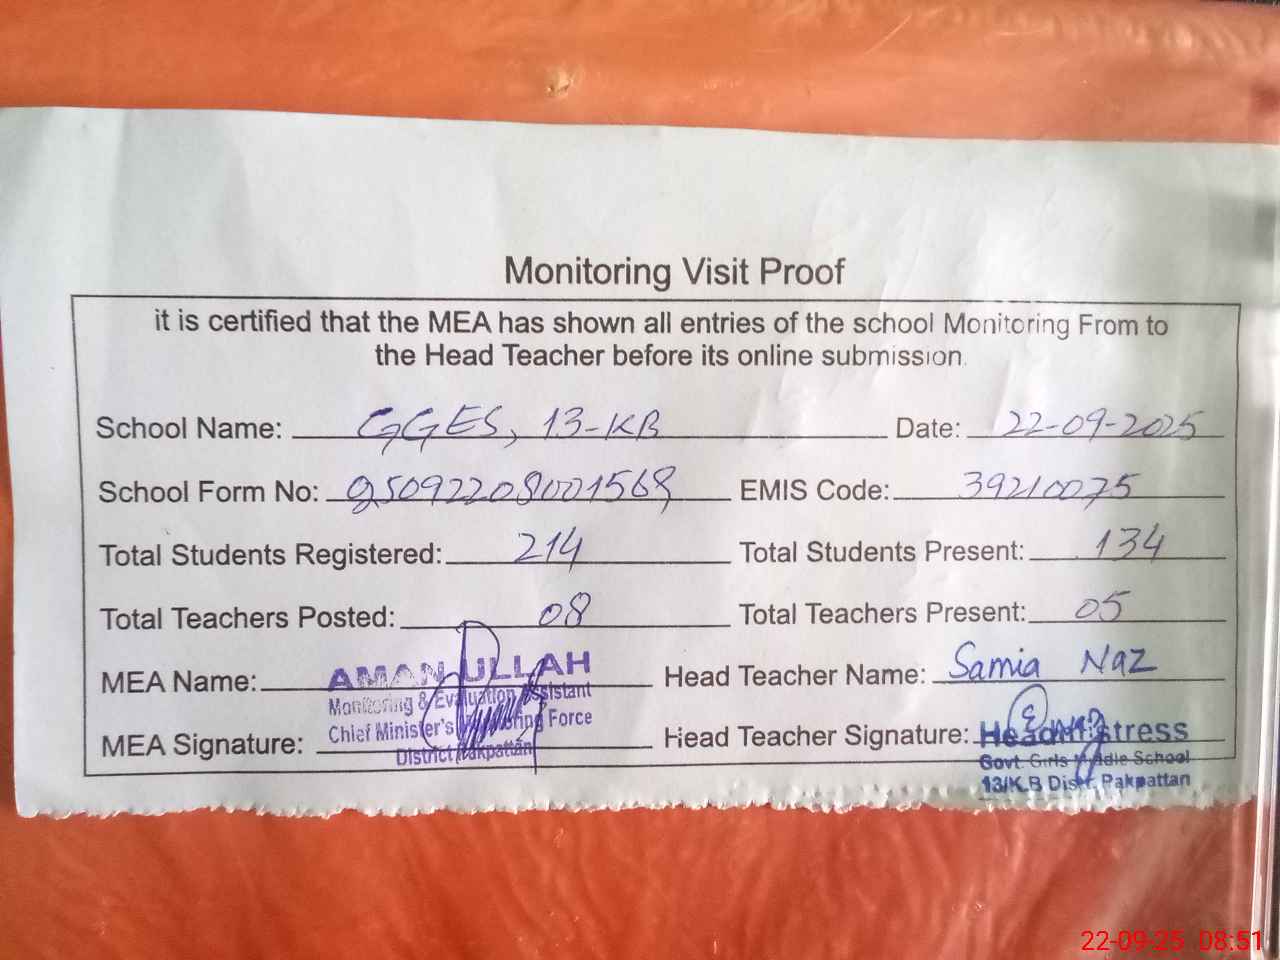 Monitoring Visit Proof
it is certified that the MEA has shown all entries of the school Monitoring From to
the Head Teacher before its online submission.
School Name: GGES, 13-KB Date: 22-09-2025
School Form No: EMIS Code: 39210075
Total Students Registered: 214 Total Students Present: 134
Total Teachers Posted: 08 Total Teachers Present: 05
MEA Name: AMAN ULLAH Head Teacher Name: Samia Naz
Monitoring & Evaluation Assistant
Chief Minister's Monitoring Force
MEA Signature: Head Teacher Signature: Headmistress
District Pakpattan
Govt. Girls Middle School
13/K.B Distt. Pakpattan
22-09-25 08:51